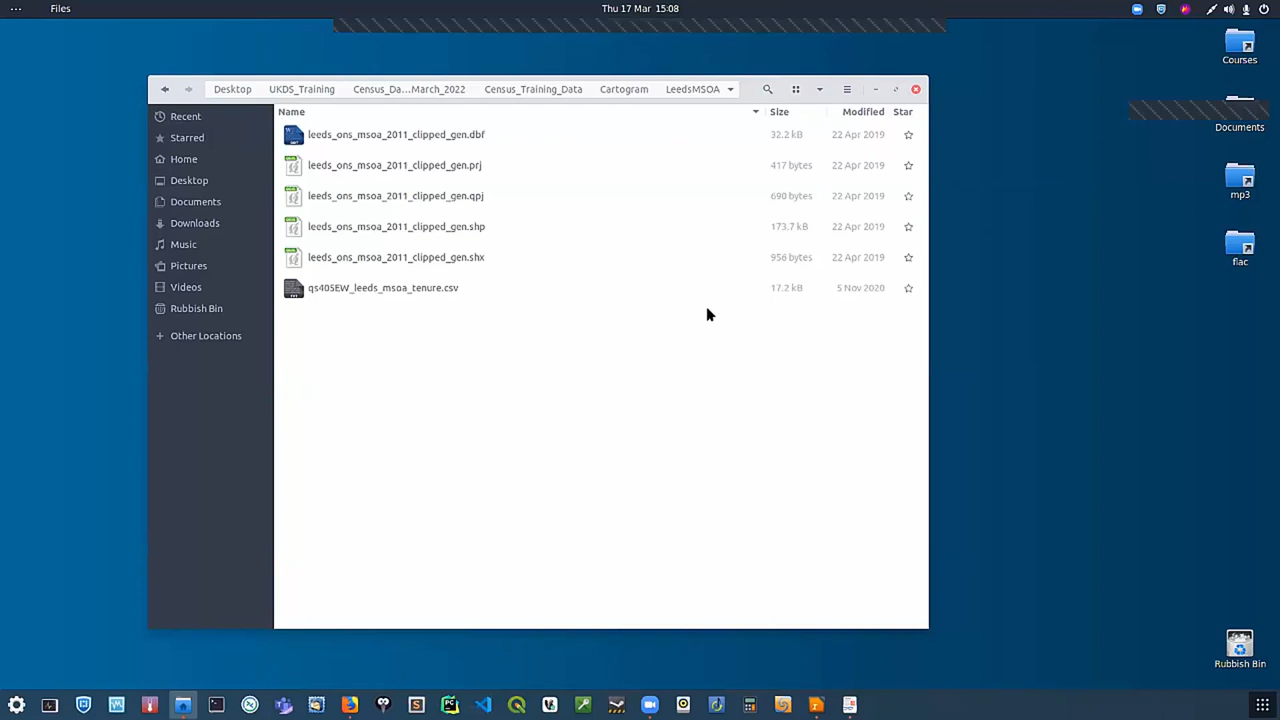 Files
Thu 17 Mar 15:08
Courses
Documents
mp3
flac
Rubbish Bin
Desktop
UKDS_Training
Census_Da...March_2022
Census_Training_Data
Cartogram
LeedsMSOA
Recent
Starred
Home
Desktop
Documents
Downloads
Music
Pictures
Videos
Rubbish Bin
+ Other Locations
Name Size Modified Star
leeds_ons_msoa_2011_clipped_gen.dbf 32.2 kB 22 Apr 2019
leeds_ons_msoa_2011_clipped_gen.prj 417 bytes 22 Apr 2019
leeds_ons_msoa_2011_clipped_gen.qpj 690 bytes 22 Apr 2019
leeds_ons_msoa_2011_clipped_gen.shp 173.7 kB 22 Apr 2019
leeds_ons_msoa_2011_clipped_gen.shx 956 bytes 22 Apr 2019
qs405EW_leeds_msoa_tenure.csv 17.2 kB 5 Nov 2020